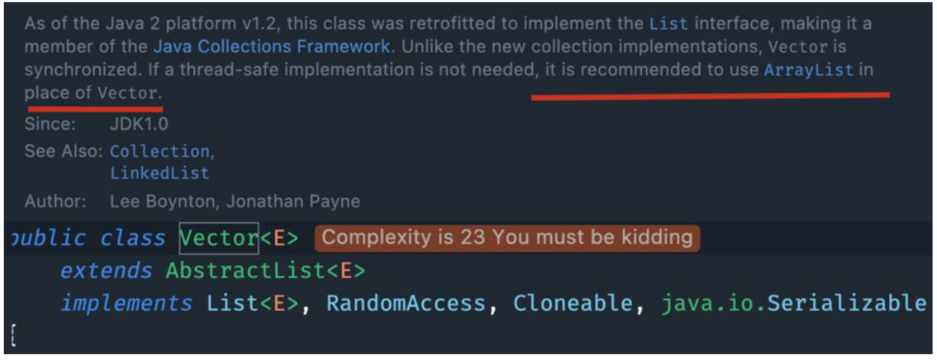 As of the Java 2 platform v1.2, this class was retrofitted to implement the List interface, making it a
member of the Java Collections Framework. Unlike the new collection implementations, Vector is
synchronized. If a thread-safe implementation is not needed, it is recommended to use ArrayList in
place of Vector.
Since: JDK1.0
See Also: Collection,
LinkedList
Author: Lee Boynton, Jonathan Payne
public class Vector<E> Complexity is 23 You must be kidding
extends AbstractList<E>
implements List<E>, RandomAccess, Cloneable, java.io.Serializable
{